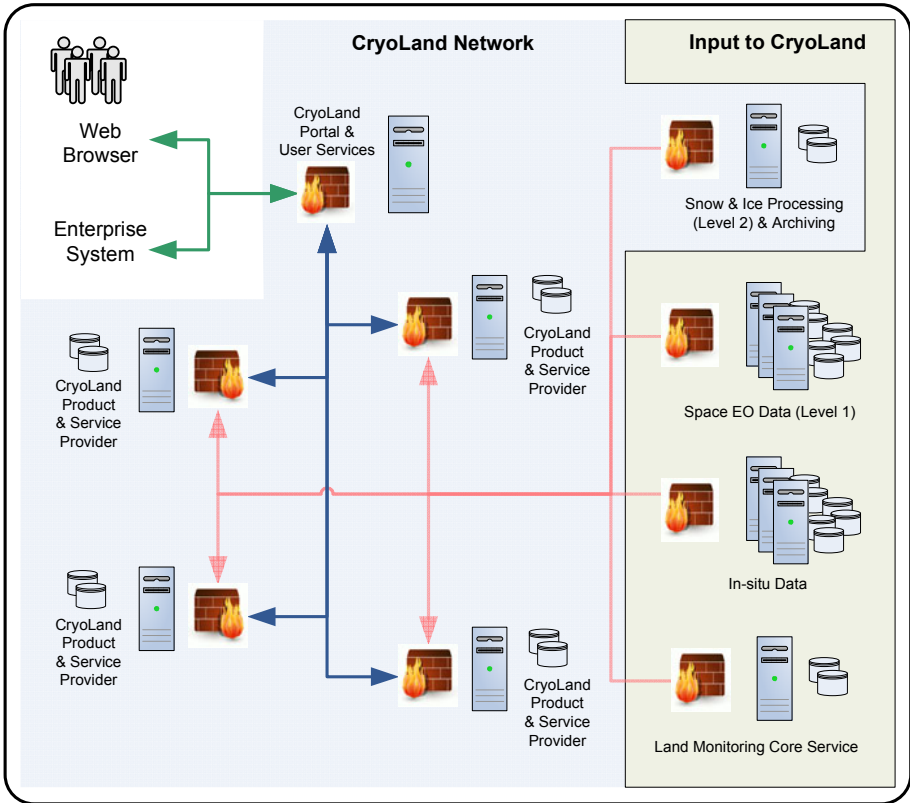 CryoLand Network
Input to CryoLand
Web
Browser
Enterprise
System
CryoLand
Portal &
User Services
Snow & Ice Processing
(Level 2) & Archiving
CryoLand
Product
& Service
Provider
CryoLand
Product
& Service
Provider
Space EO Data (Level 1)
In-situ Data
CryoLand
Product
& Service
Provider
CryoLand
Product
& Service
Provider
Land Monitoring Core Service